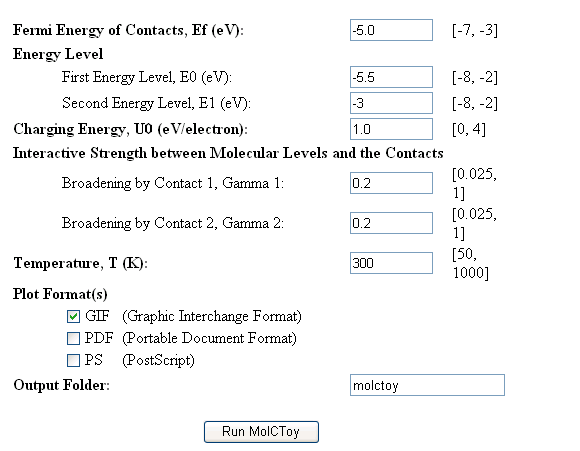 Fermi Energy of Contacts, Ef (eV): -5.0 [-7, -3]
Energy Level
First Energy Level, E0 (eV): -5.5 [-8, -2]
Second Energy Level, E1 (eV): -3 [-8, -2]
Charging Energy, U0 (eV/electron): 1.0 [0, 4]
Interactive Strength between Molecular Levels and the Contacts
Broadening by Contact 1, Gamma 1: 0.2 [0.025,
1]
Broadening by Contact 2, Gamma 2: 0.2 [0.025,
1]
Temperature, T (K): 300 [50,
1000]
Plot Format(s)
GIF (Graphic Interchange Format)
PDF (Portable Document Format)
PS (PostScript)
Output Folder: molctoy
Run MolCToy